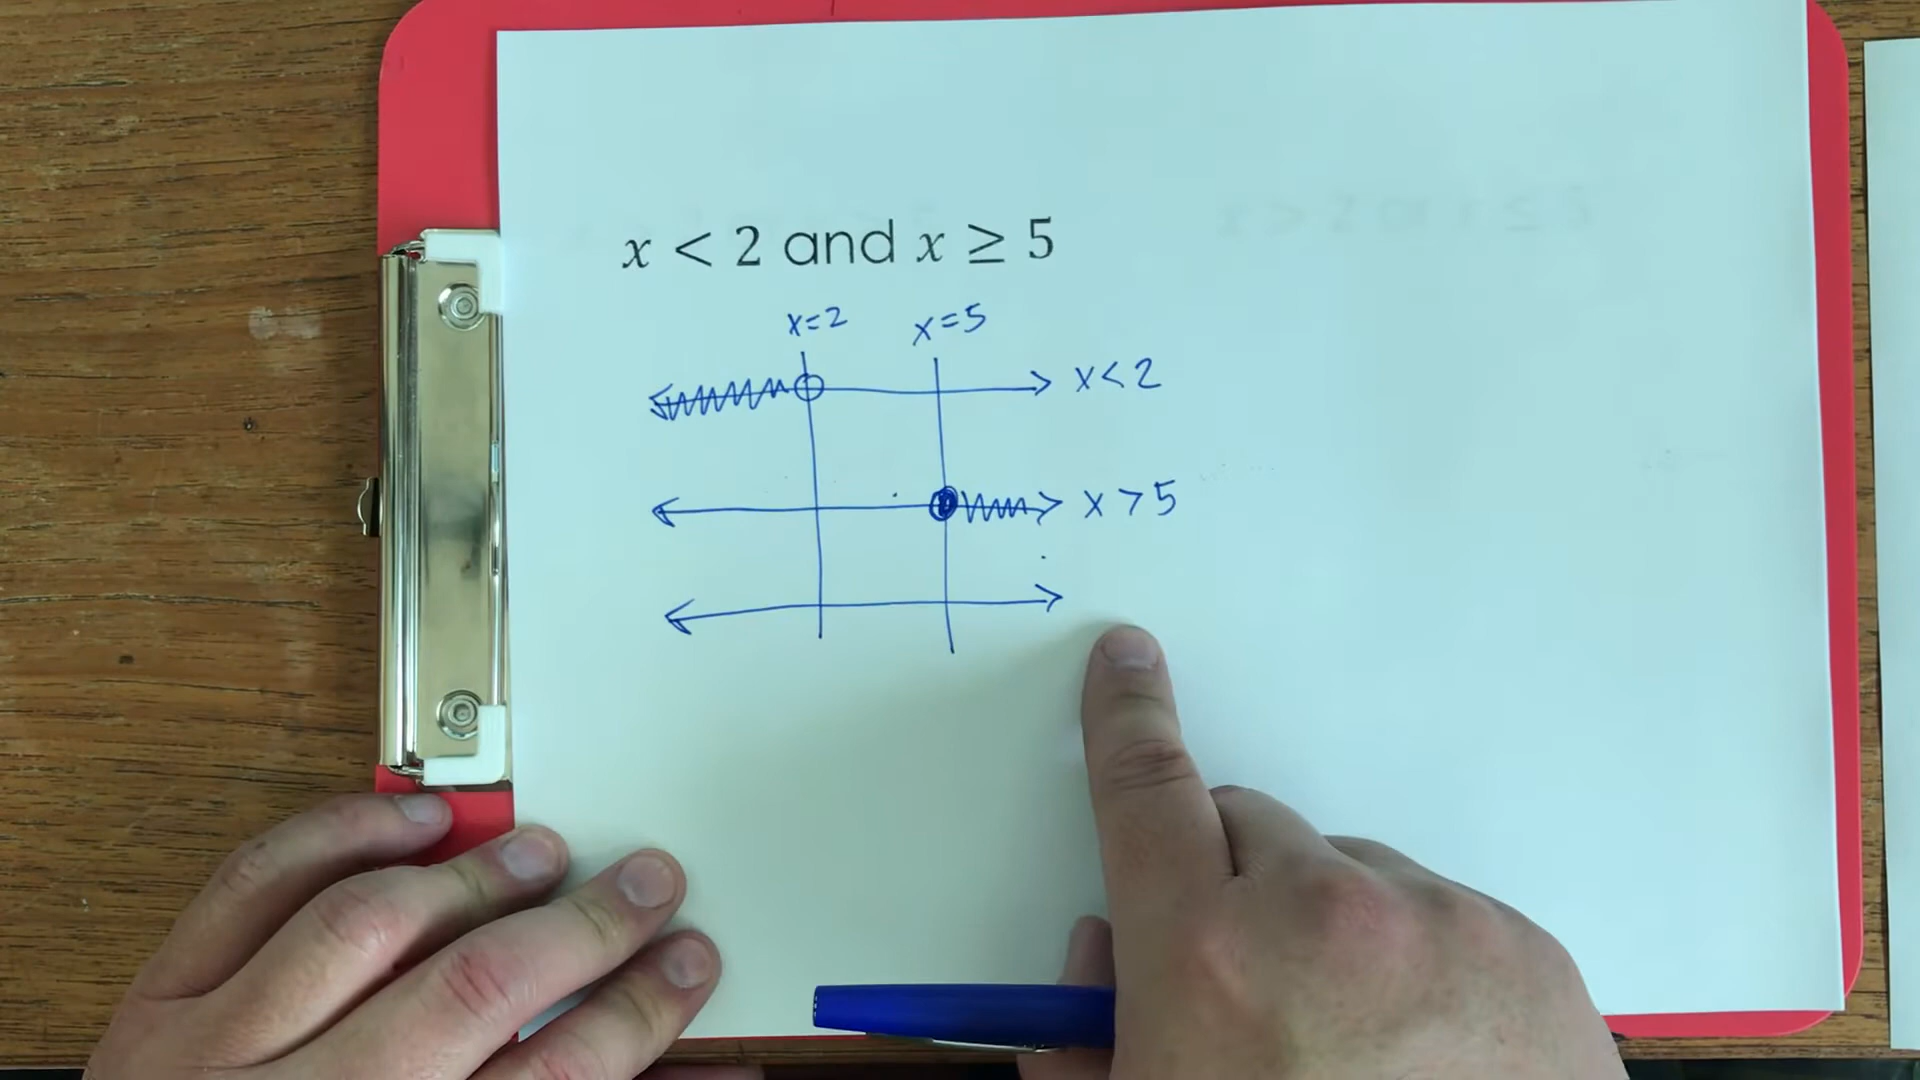 x < 2 and x ≥ 5
x=2 x=5
x<2
x>5